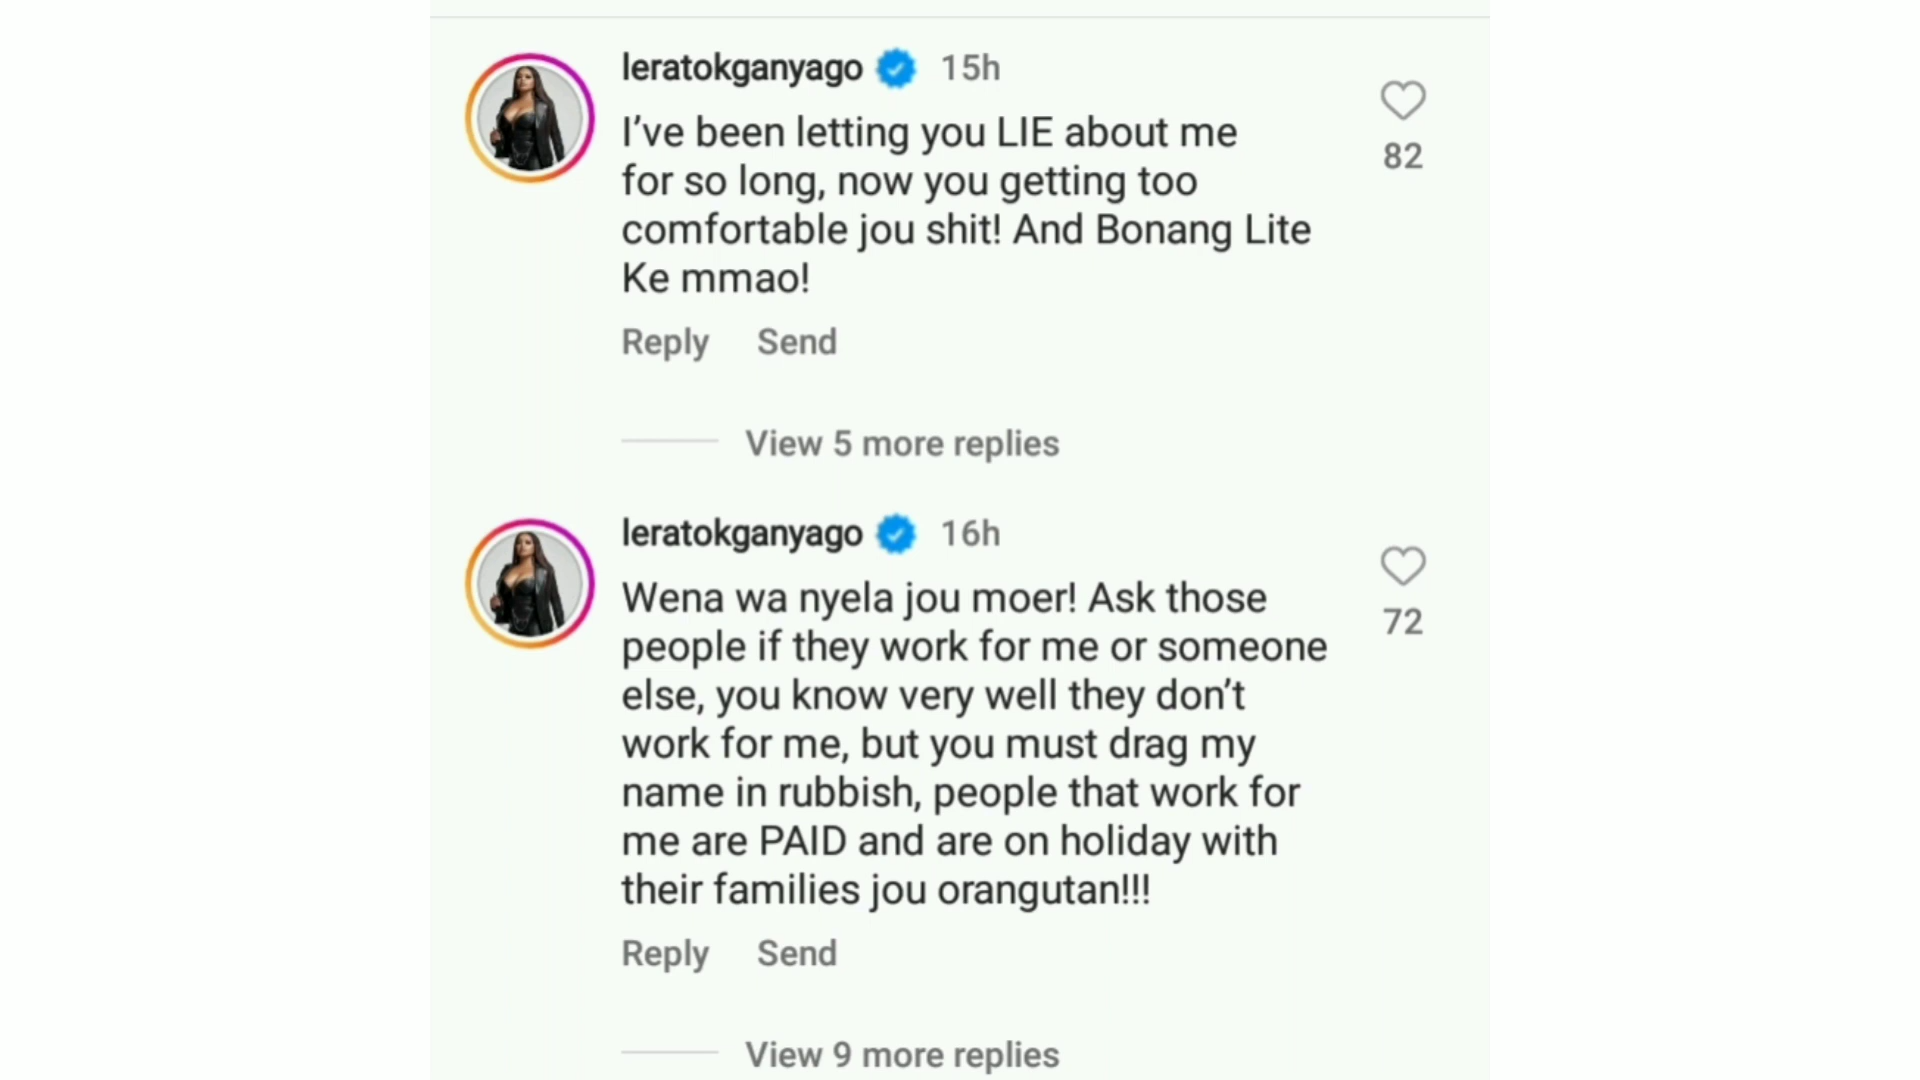 leratokganyago 15h
I’ve been letting you LIE about me
for so long, now you getting too
comfortable jou shit! And Bonang Lite
Ke mmao!
82
Reply Send
View 5 more replies
leratokganyago 16h
Wena wa nyela jou moer! Ask those
people if they work for me or someone
else, you know very well they don’t
work for me, but you must drag my
name in rubbish, people that work for
me are PAID and are on holiday with
their families jou orangutan!!!
72
Reply Send
View 9 more replies